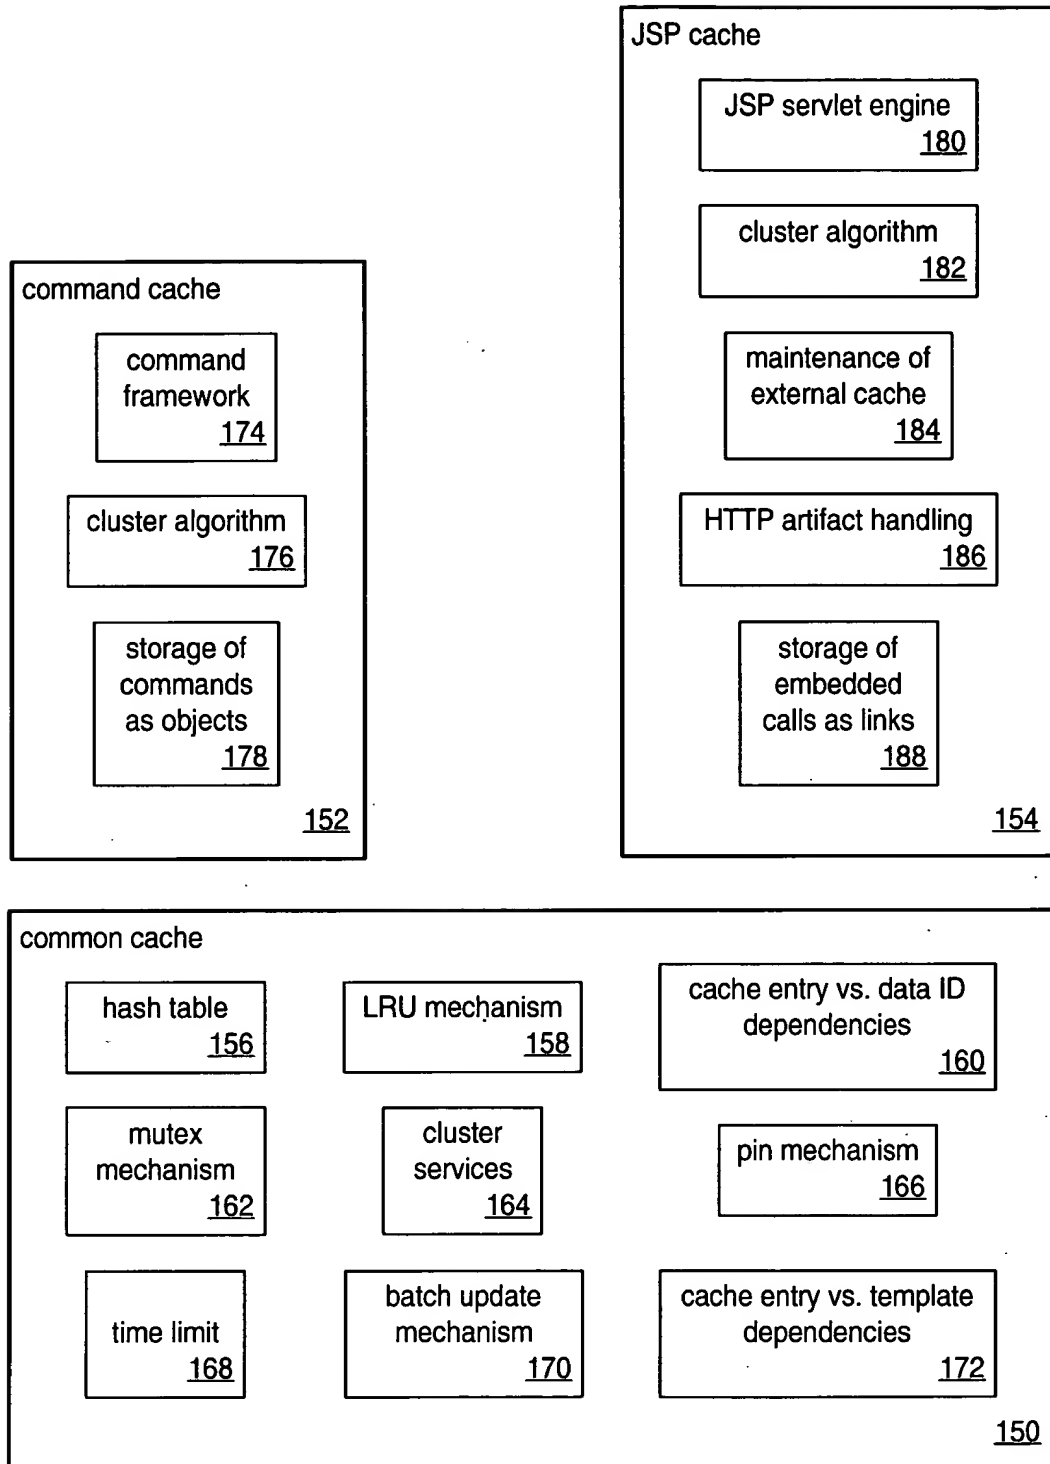 JSP cache
JSP servlet engine
180
cluster algorithm
182
maintenance of
external cache
184
HTTP artifact handling
186
storage of
embedded
calls as links
188
154
command cache
command
framework
174
cluster algorithm
176
storage of
commands
as objects
178
152
common cache
hash table
156
LRU mechanism
158
cache entry vs. data ID
dependencies
160
mutex
mechanism
162
cluster
services
164
pin mechanism
166
time limit
168
batch update
mechanism
170
cache entry vs. template
dependencies
172
150